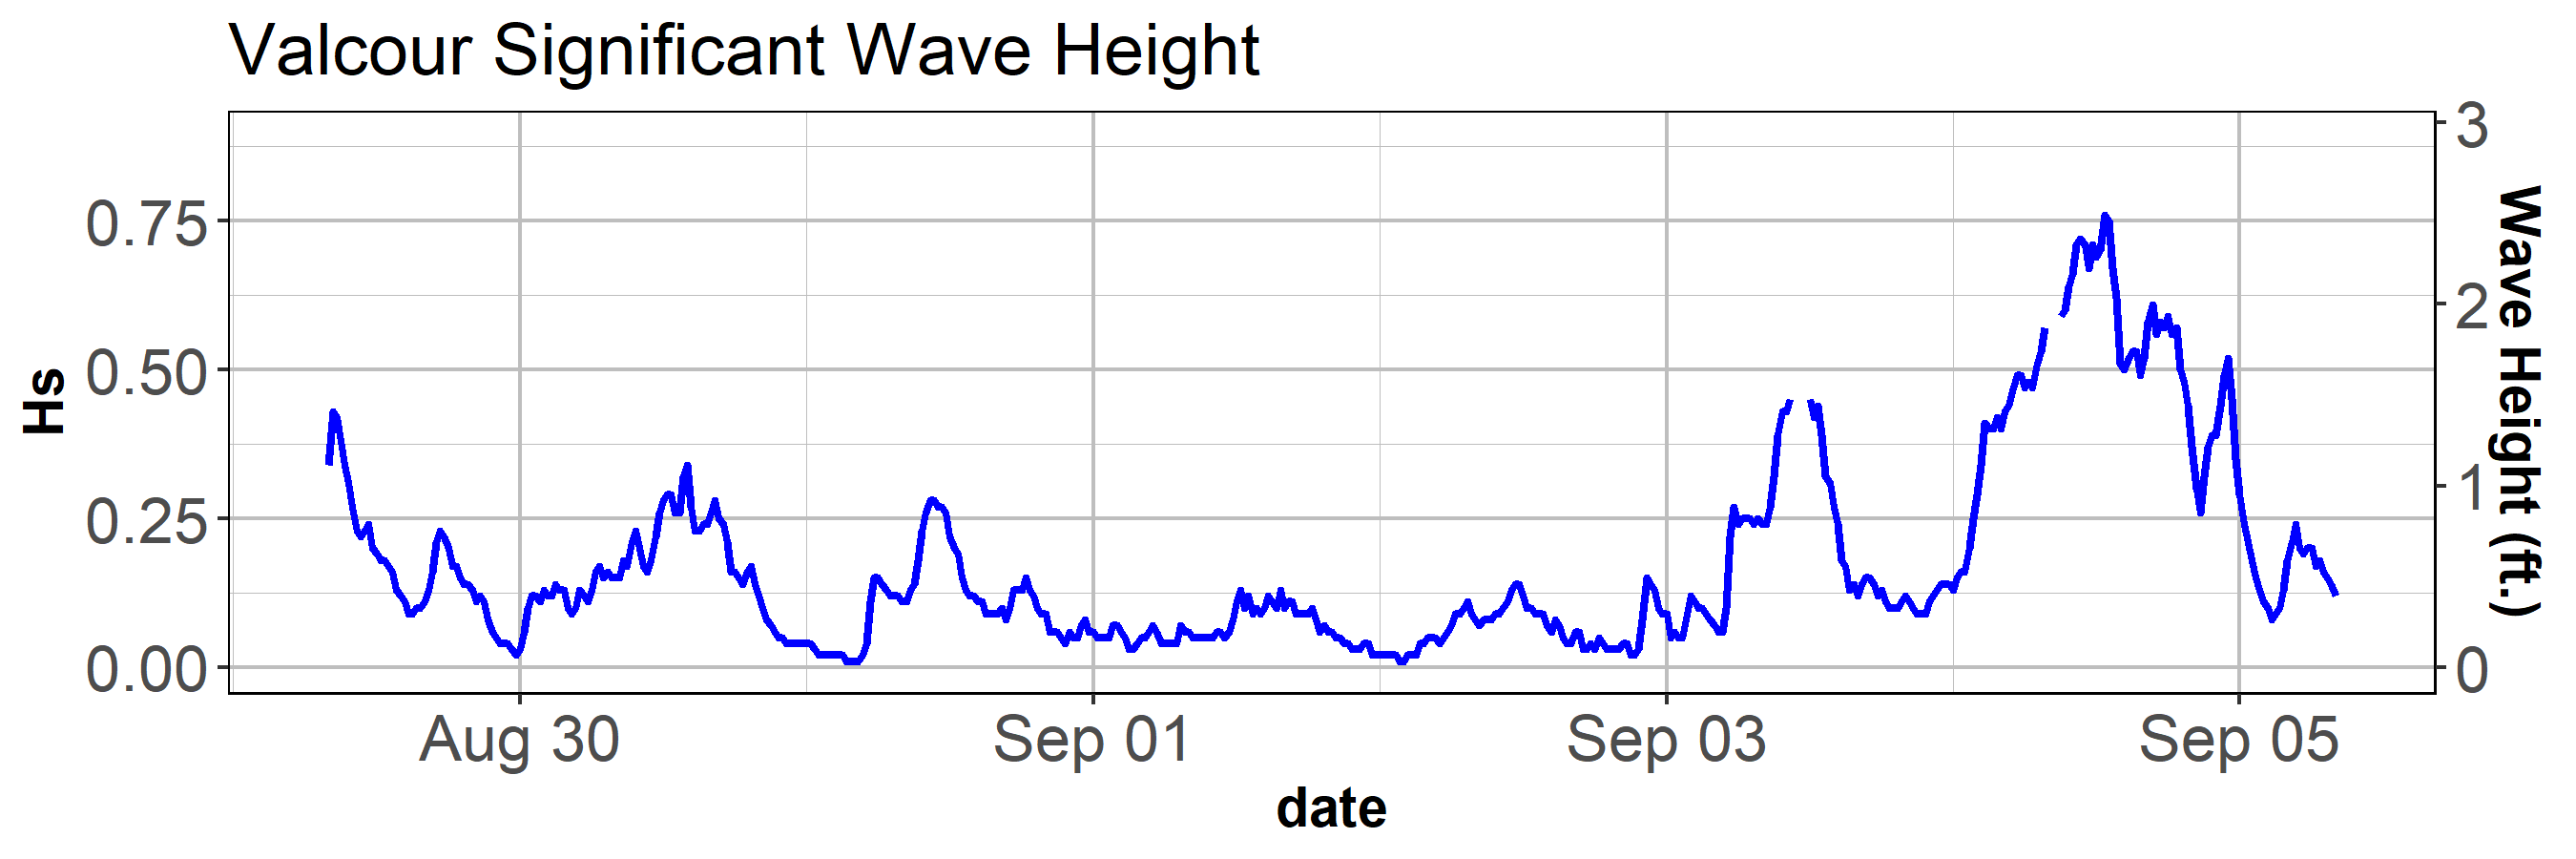 Valcour Significant Wave Height
Hs
0.75
0.50
0.25
0.00
3
2
1
0
Wave Height (ft.)
Aug 30
Sep 01
Sep 03
Sep 05
date